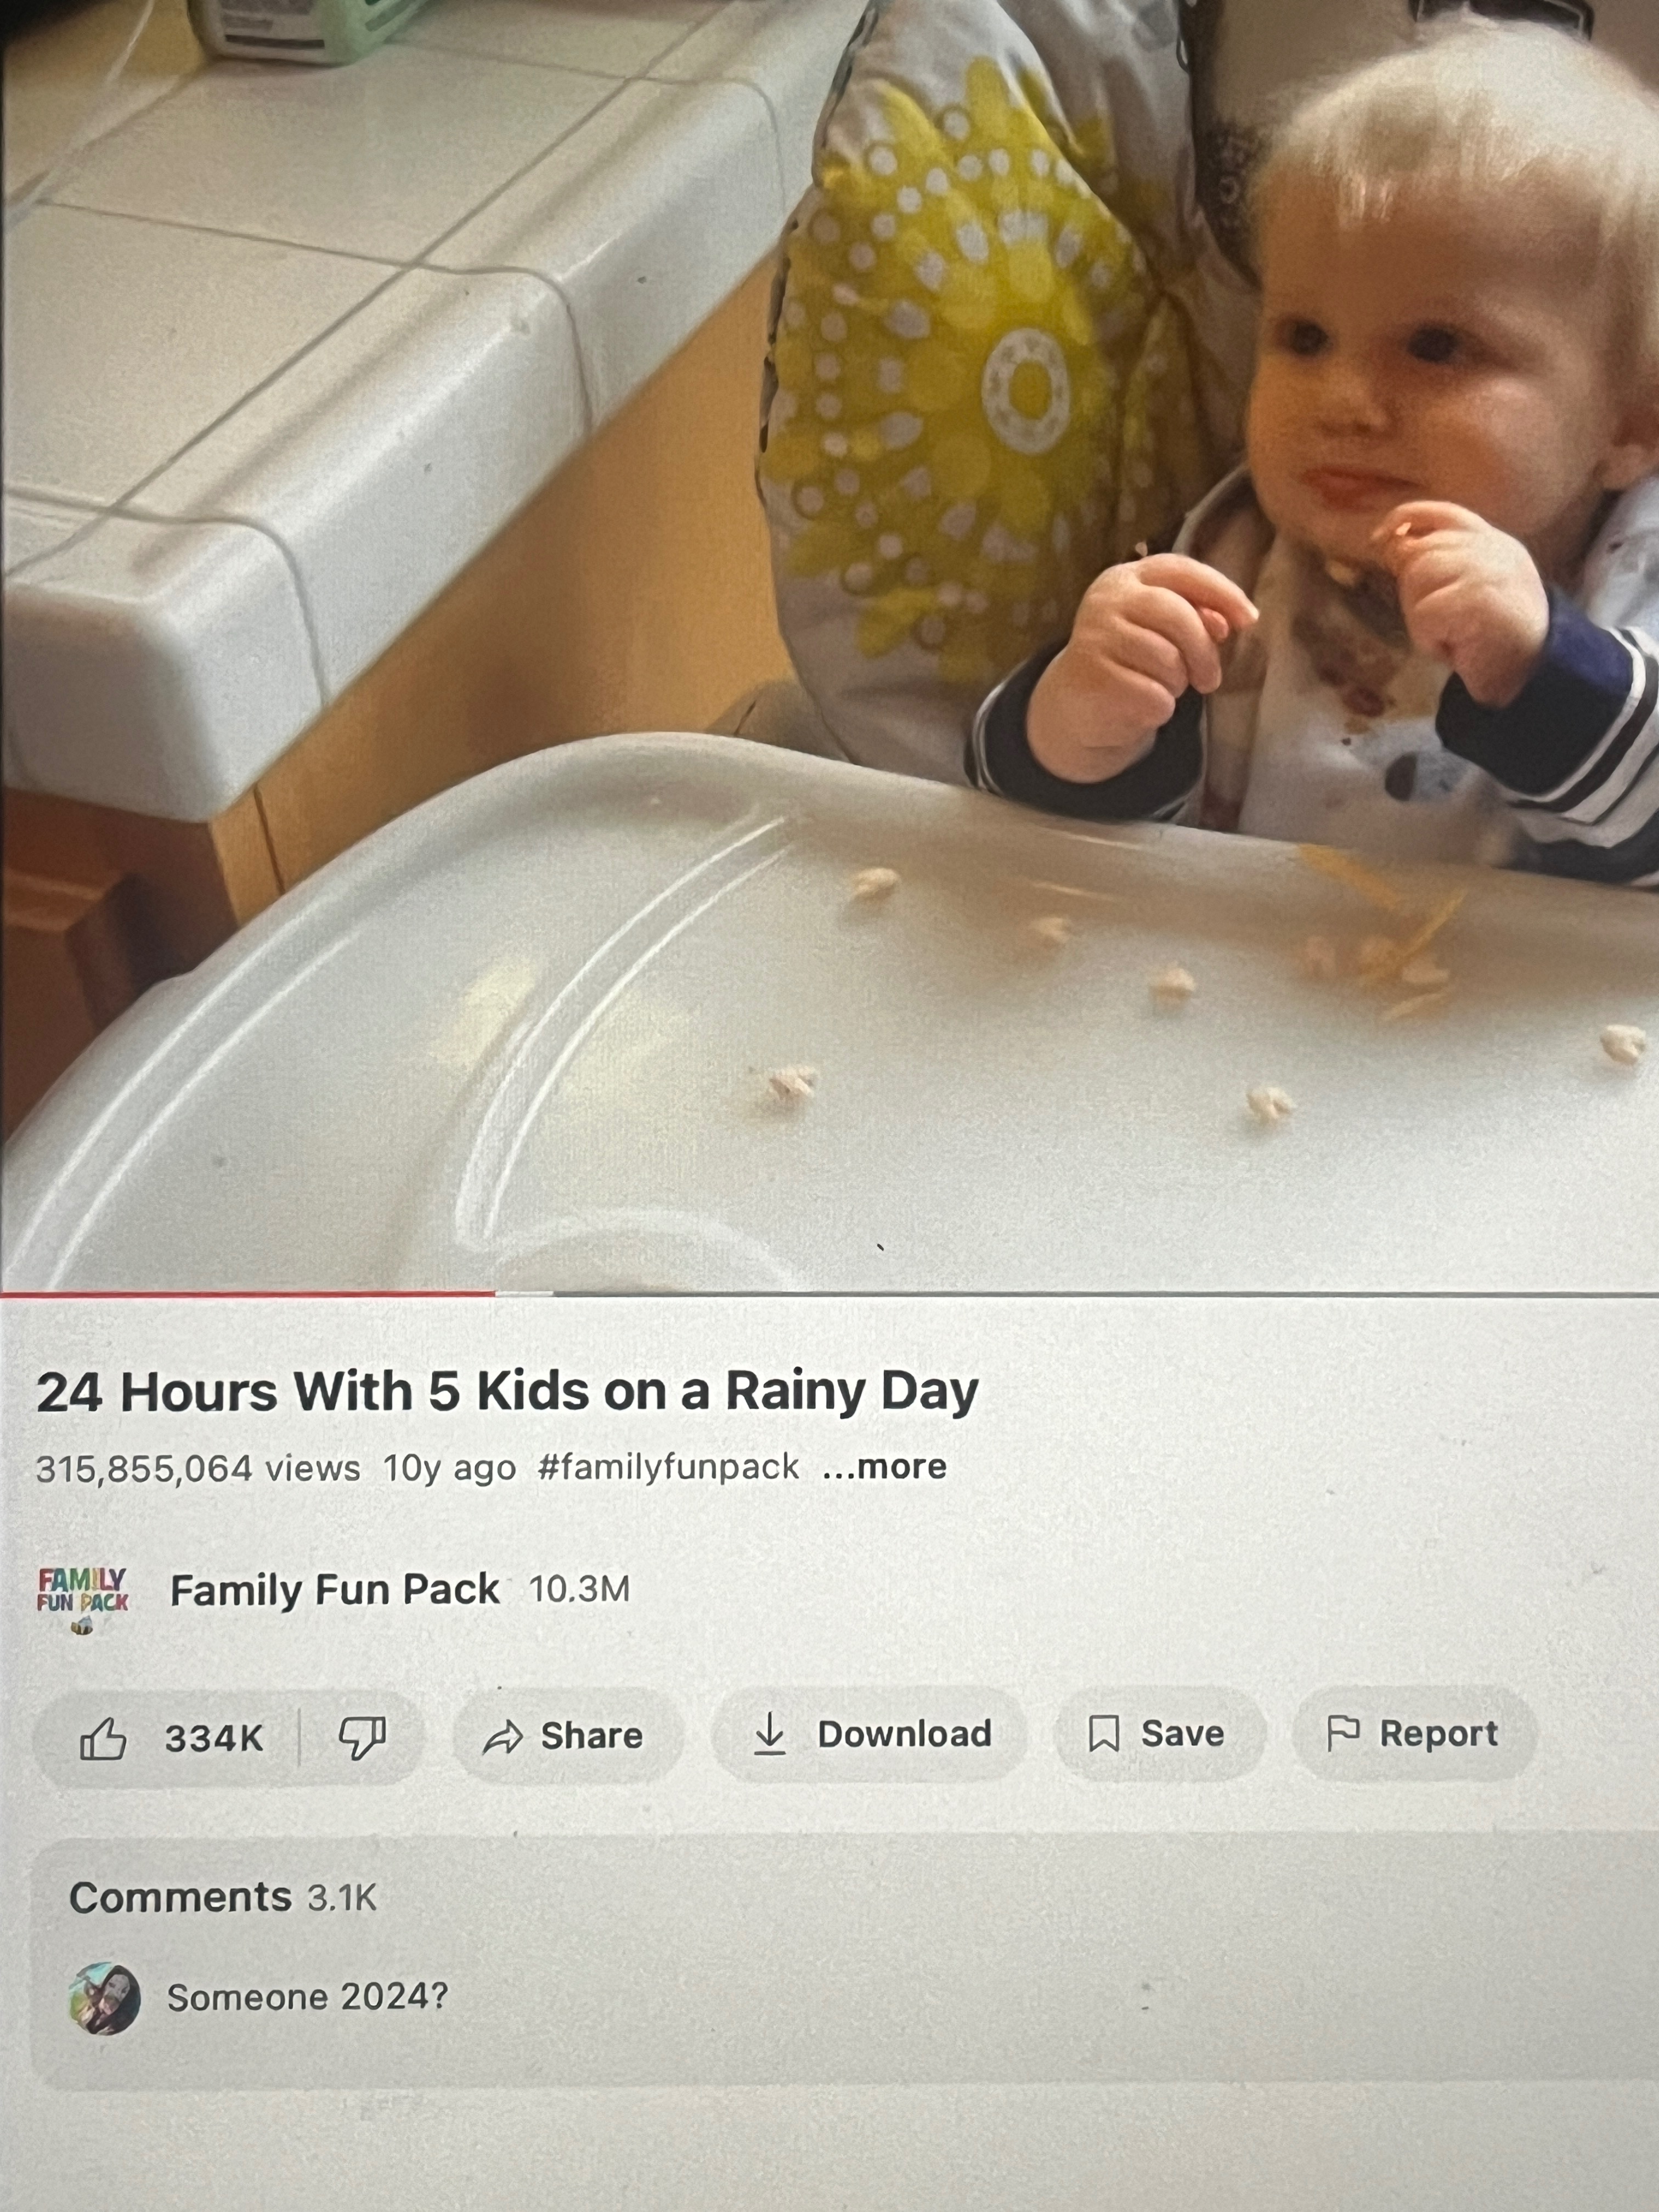 24 Hours With 5 Kids on a Rainy Day
315,855,064 views 10y ago #familyfunpack ...more
FAMILY
FUN PACK
Family Fun Pack 10.3M
334K Share Download Save Report
Comments 3.1K
Someone 2024?